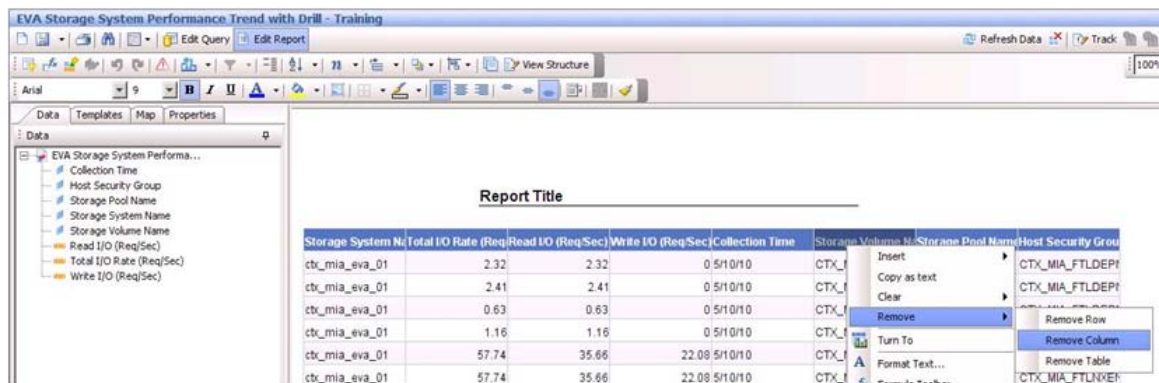 EVA Storage System Performance Trend with Drill - Training
Edit Query Edit Report Refresh Data Track
View Structure 100%
Arial 9 B I U A
Data Templates Map Properties
Data
EVA Storage System Performa...
Collection Time
Host Security Group
Storage Pool Name
Storage System Name
Storage Volume Name
Read I/O (Req/Sec)
Total I/O Rate (Req/Sec)
Write I/O (Req/Sec)
Report Title
Storage System Na Total I/O Rate (Req Read I/O (Req/Sec) Write I/O (Req/Sec) Collection Time Storage Volume Na Storage Pool Name Host Security Grou
ctx_mia_eva_01 2.32 2.32 0 5/10/10 CTX_M CTX_MIA_FTLDEPM
ctx_mia_eva_01 2.41 2.41 0 5/10/10 CTX_M CTX_MIA_FTLDEPM
ctx_mia_eva_01 0.63 0.63 0 5/10/10
ctx_mia_eva_01 1.16 1.16 0 5/10/10
ctx_mia_eva_01 57.74 35.66 22.08 5/10/10
ctx_mia_eva_01 57.74 35.66 22.08 5/10/10 CTX_MIA_FTLNXEN
Insert
Copy as text
Clear
Remove
Turn To
Format Text...
Remove Row
Remove Column
Remove Table